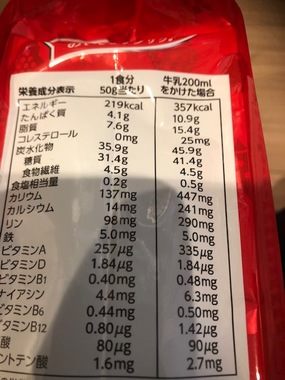 栄養成分表示 1食分 50g当たり 牛乳200ml をかけた場合
エネルギー 219kcal 357kcal
たんぱく質 4.1g 10.9g
脂質 7.6g 15.4g
コレステロール 0mg 25mg
炭水化物 35.9g 45.9g
糖質 31.4g 41.4g
食物繊維 4.5g 4.5g
食塩相当量 0.2g 0.5g
カリウム 137mg 447mg
カルシウム 14mg 241mg
リン 98mg 290mg
鉄 5.0mg 5.0mg
ビタミンA 257μg 335μg
ビタミンD 1.84μg 1.84μg
ビタミンB1 0.40mg 0.48mg
ナイアシン 4.4mg 6.3mg
ビタミンB6 0.44mg 0.50mg
ビタミンB12 0.80μg 1.42μg
酸 80μg 90μg
ントテン酸 1.6mg 2.7mg